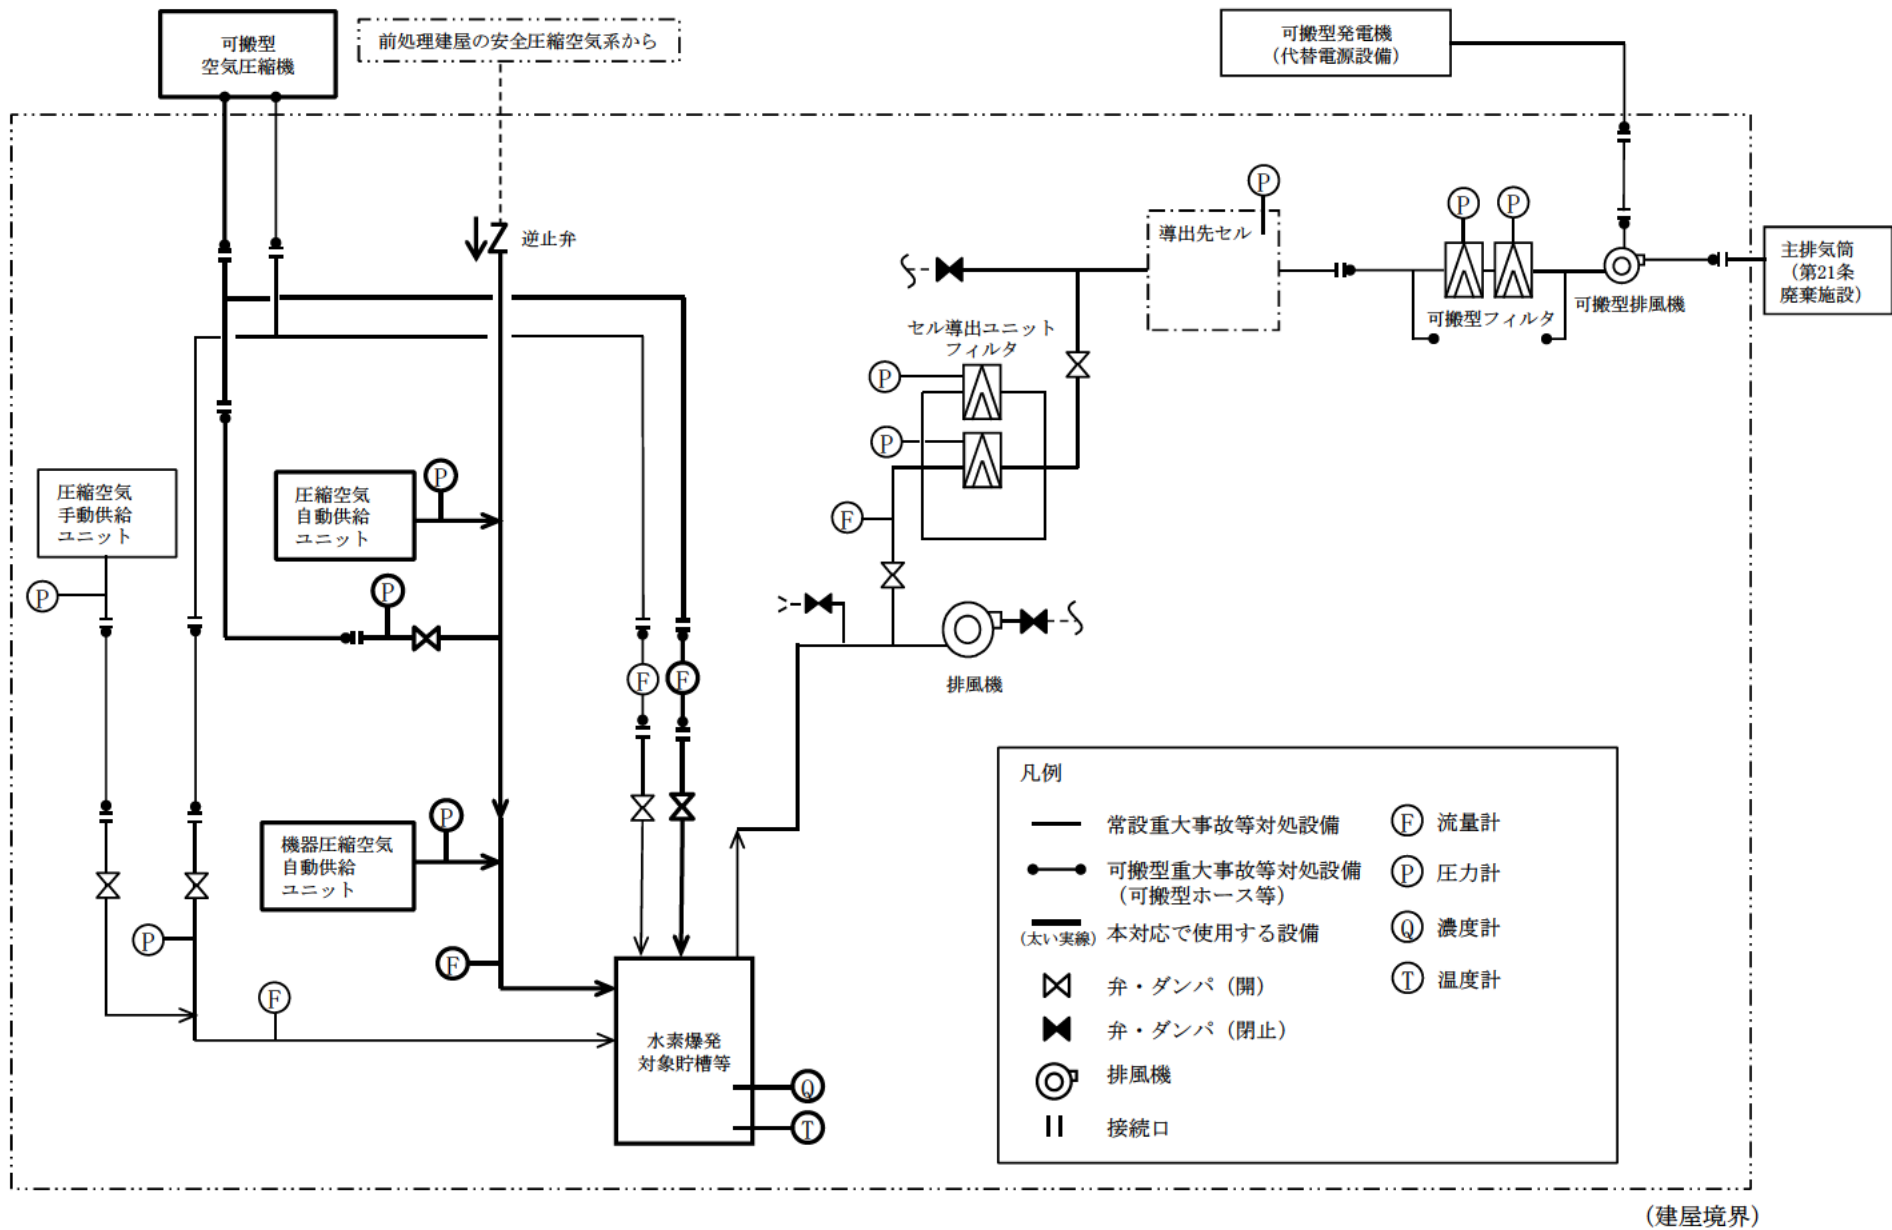 可搬型
空気圧縮機
前処理建屋の安全圧縮空気系から
可搬型発電機
(代替電源設備)
逆止弁
P
導出先セル
P
P
主排気筒
(第21条
廃棄施設)
可搬型排風機
可搬型フィルタ
セル導出ユニット
フィルタ
P
P
F
圧縮空気
手動供給
ユニット
P
圧縮空気
自動供給
ユニット
P
P
F
F
排風機
機器圧縮空気
自動供給
ユニット
P
P
F
F
水素爆発
対象貯槽等
Q
T
凡例
常設重大事故等対処設備
可搬型重大事故等対処設備
(可搬型ホース等)
(太い実線)
本対応で使用する設備
弁・ダンパ(開)
弁・ダンパ(閉止)
排風機
接続口
F 流量計
P 圧力計
Q 濃度計
T 温度計
(建屋境界)